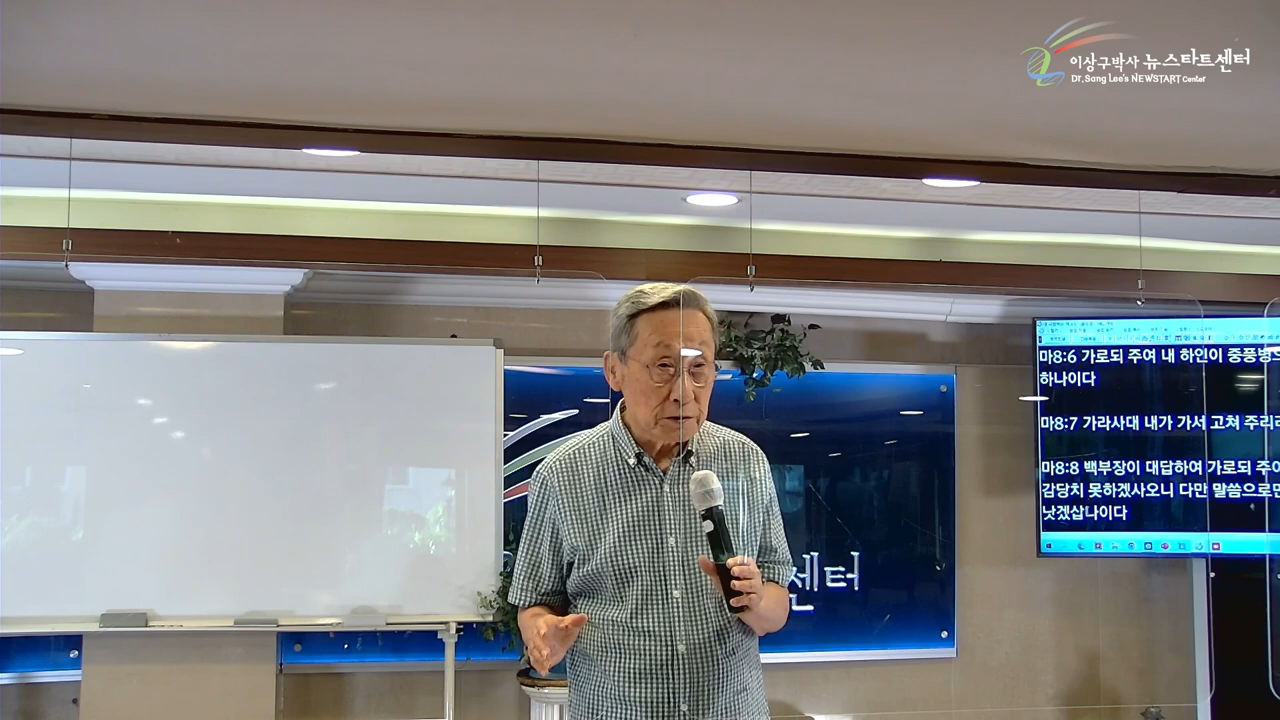 이상구박사 뉴스타트센터
Dr. Sang Lee's NEWSTART Center
마8:6 가로되 주여 내 하인이 중풍병으
하나이다
마8:7 가라사대 내가 가서 고쳐 주리라
마8:8 백부장이 대답하여 가로되 주여
감당치 못하겠사오니 다만 말씀으로만
낫겠삽나이다
센터